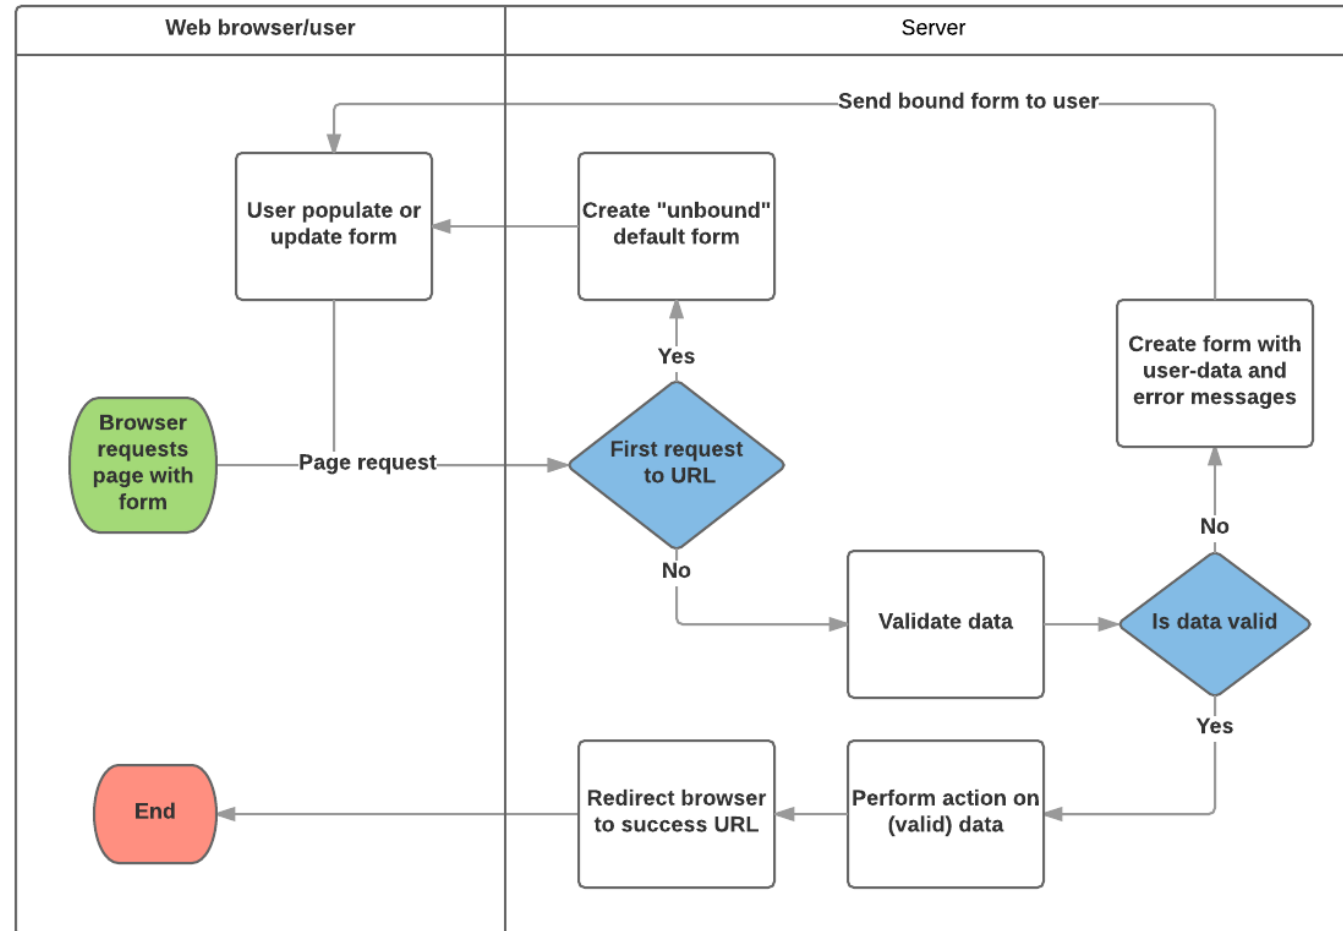 Web browser/user
Server
Send bound form to user
User populate or
update form
Create "unbound"
default form
Yes
Create form with
user-data and
error messages
Browser
requests
page with
form
Page request
First request
to URL
No
No
Validate data
Is data valid
Yes
End
Redirect browser
to success URL
Perform action on
(valid) data